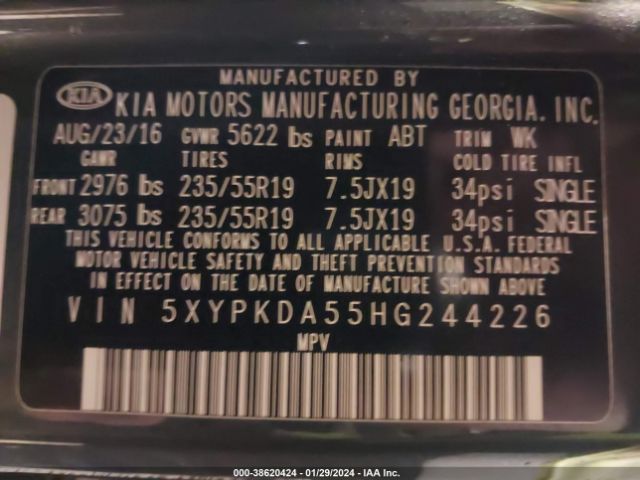 MANUFACTURED BY
KIA KIA MOTORS MANUFACTURING GEORGIA. INC.
AUG/23/16 GVWR 5622 lbs PAINT ABT TRIM WK
GAWR TIRES RIMS COLD TIRE INFL
FRONT 2976 lbs 235/55R19 7.5JX19 34psi SINGLE
REAR 3075 lbs 235/55R19 7.5JX19 34psi SINGLE
THIS VEHICLE CONFORMS TO ALL APPLICABLE U.S.A. FEDERAL
MOTOR VEHICLE SAFETY AND THEFT PREVENTION STANDARDS
IN EFFECT ON THE DATE OF MANUFACTURE SHOWN ABOVE.
VIN 5XYPKDA55HG244226
MPV
000-38620424 - 01/29/2024 - IAA Inc.